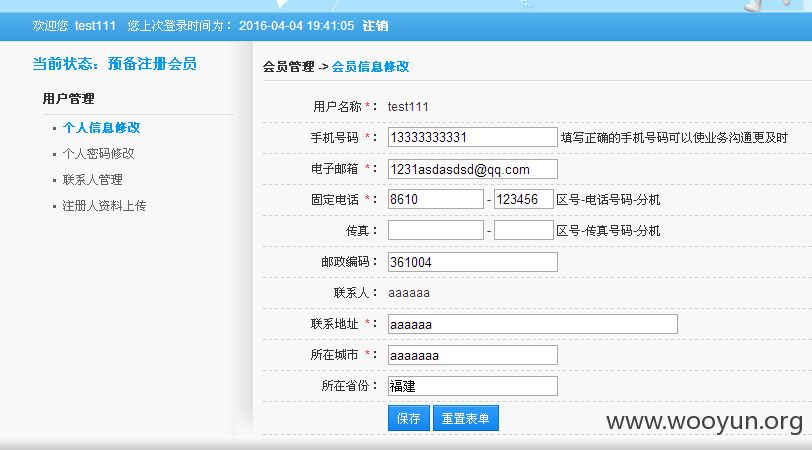 欢迎您 test111 您上次登录时间为： 2016-04-04 19:41:05 注销
当前状态：预备注册会员
用户管理
个人信息修改
个人密码修改
联系人管理
注册人资料上传
会员管理 -> 会员信息修改
用户名称 *： test111
手机号码 *： 13333333331 填写正确的手机号码可以使业务沟通更及时
电子邮箱 *： 1231asdasdsd@qq.com
固定电话 *： 8610 - 123456 区号-电话号码-分机
传真： - 区号-传真号码-分机
邮政编码： 361004
联系人： aaaaaa
联系地址 *： aaaaaa
所在城市 *： aaaaaaa
所在省份： 福建
保存 重置表单
www.wooyun.org